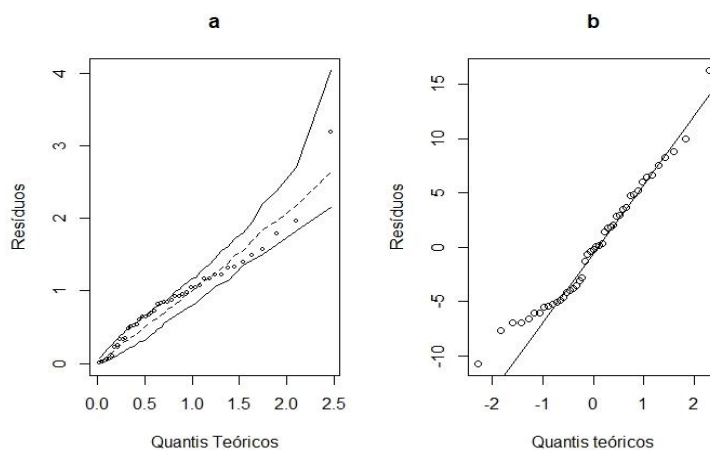 a
Resíduos
4
3
2
1
0
0.0 0.5 1.0 1.5 2.0 2.5
Quantis Teóricos
b
Resíduos
15
10
5
0
-5
-10
-2 -1 0 1 2
Quantis teóricos